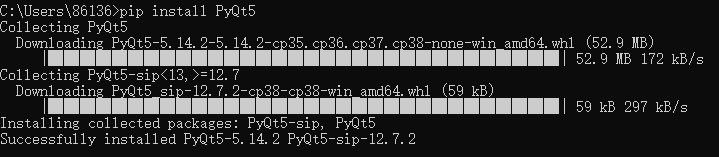 C:\Users\86136>pip install PyQt5
Collecting PyQt5
Downloading PyQt5-5.14.2-5.14.2-cp35.cp36.cp37.cp38-none-win_amd64.whl (52.9 MB)
52.9 MB 172 kB/s
Collecting PyQt5-sip<13,>=12.7
Downloading PyQt5_sip-12.7.2-cp38-cp38-win_amd64.whl (59 kB)
59 kB 297 kB/s
Installing collected packages: PyQt5-sip, PyQt5
Successfully installed PyQt5-5.14.2 PyQt5-sip-12.7.2